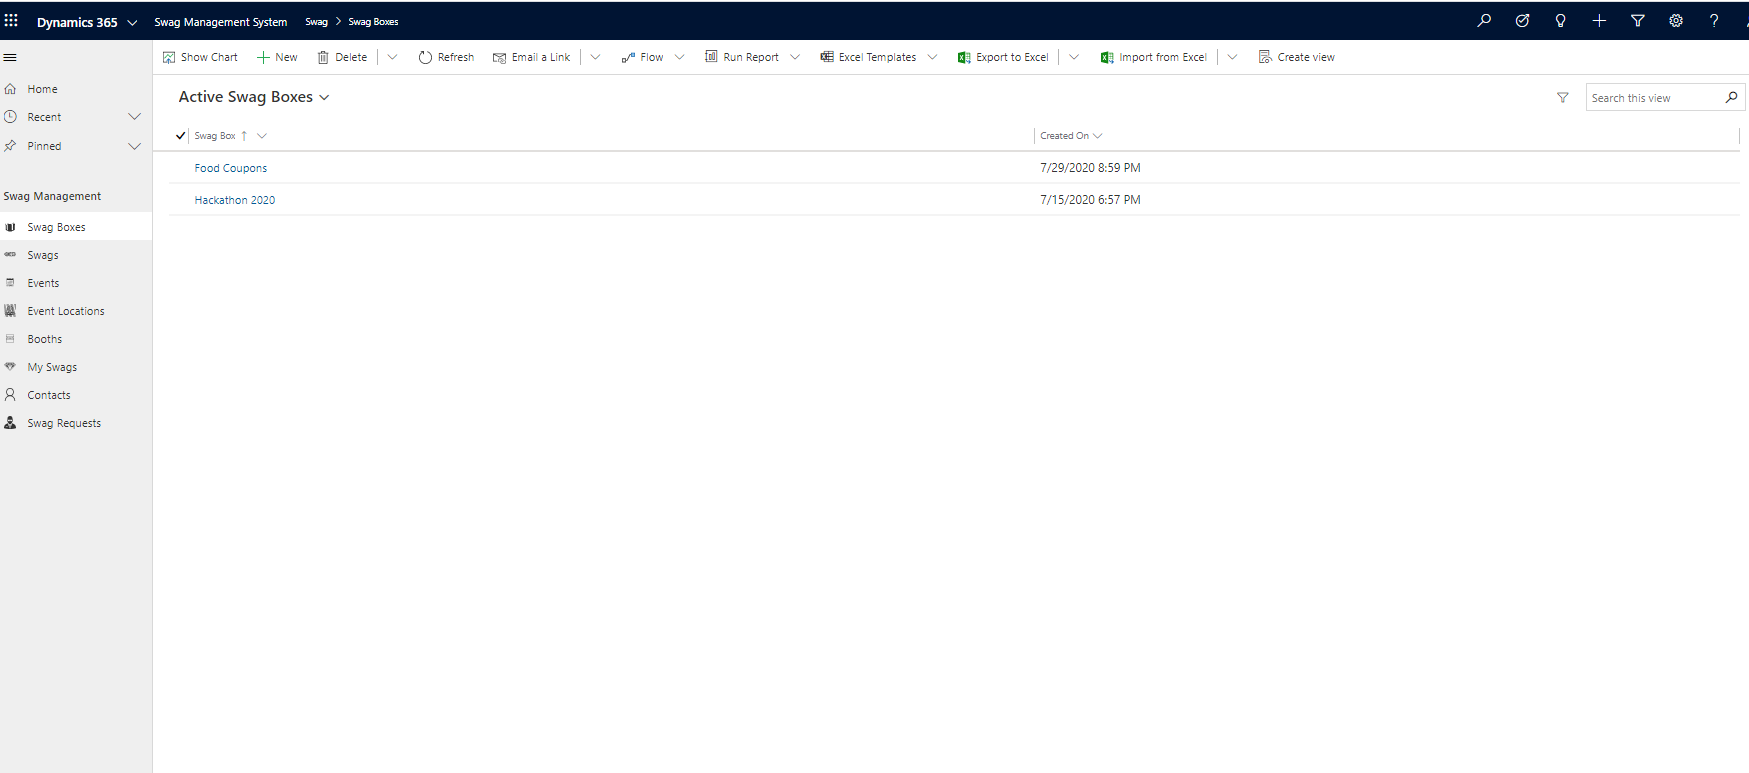 Dynamics 365 Swag Management System Swag > Swag Boxes
Show Chart New Delete Refresh Email a Link Flow Run Report Excel Templates Export to Excel Import from Excel Create view
Home
Recent
Pinned
Swag Management
Swag Boxes
Swags
Events
Event Locations
Booths
My Swags
Contacts
Swag Requests
Active Swag Boxes
Search this view
Swag Box ↑ Created On
Food Coupons 7/29/2020 8:59 PM
Hackathon 2020 7/15/2020 6:57 PM